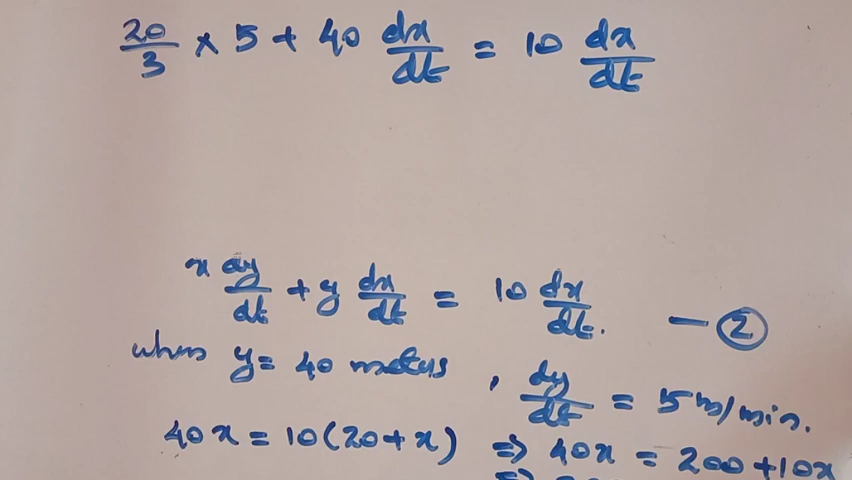 20/3 × 5 + 40 dx/dt = 10 dx/dt
x dy/dt + y dx/dt = 10 dx/dt. — ②
when y = 40 metres, dy/dt = 5 m/min.
40x = 10(20+x) ⇒ 40x = 200+10x
⇒